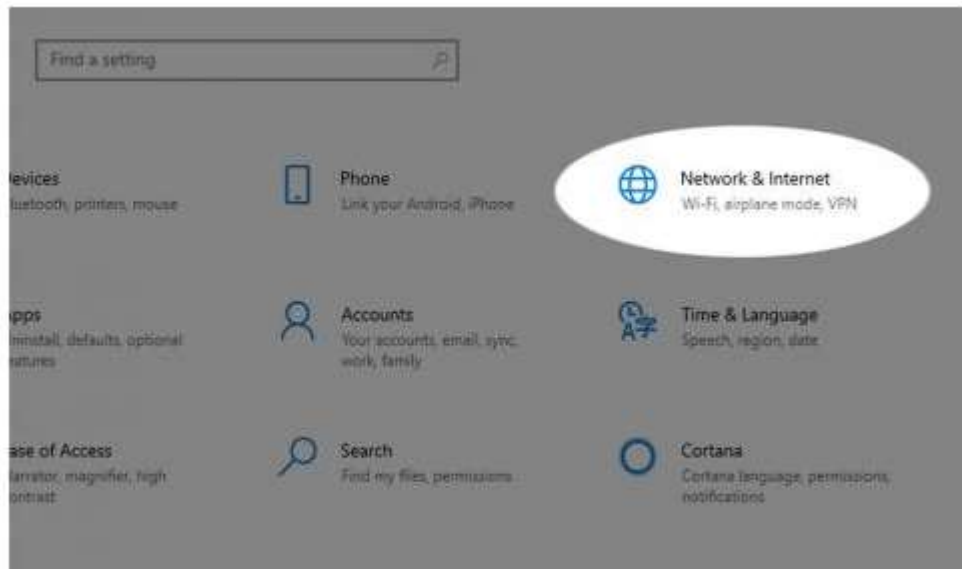 Find a setting
evices
luetooth, printers, mouse
Phone
Link your Android, iPhone
Network & Internet
Wi-Fi, airplane mode, VPN
pps
ninstall, defaults, optional
eatures
Accounts
Your accounts, email, sync,
work, family
Time & Language
Speech, region, date
ase of Access
larrator, magnifier, high
ontrast
Search
Find my files, permissions
Cortana
Cortana language, permissions,
notifications